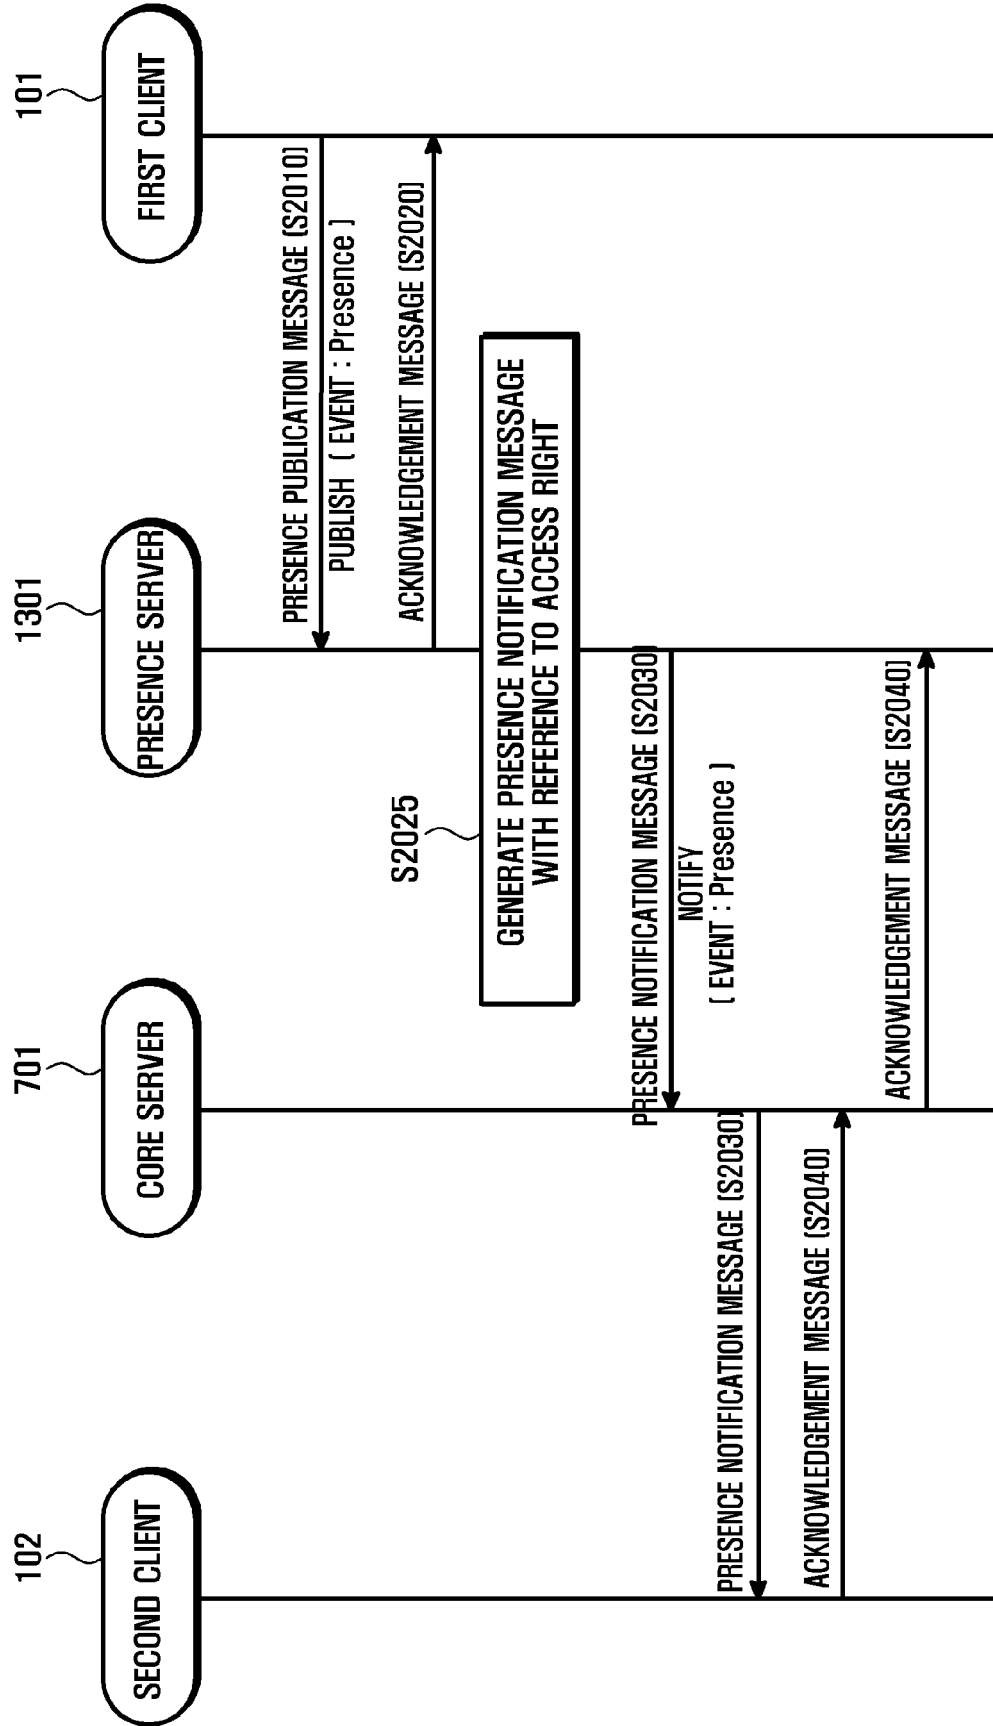 102
701
1301
101
SECOND CLIENT
CORE SERVER
PRESENCE SERVER
FIRST CLIENT
PRESENCE PUBLICATION MESSAGE (S2010)
PUBLISH ( EVENT : Presence )
ACKNOWLEDGEMENT MESSAGE (S2020)
S2025
GENERATE PRESENCE NOTIFICATION MESSAGE
WITH REFERENCE TO ACCESS RIGHT
PRESENCE NOTIFICATION MESSAGE (S2030)
NOTIFY
( EVENT : Presence )
PRESENCE NOTIFICATION MESSAGE (S2030)
ACKNOWLEDGEMENT MESSAGE (S2040)
ACKNOWLEDGEMENT MESSAGE (S2040)